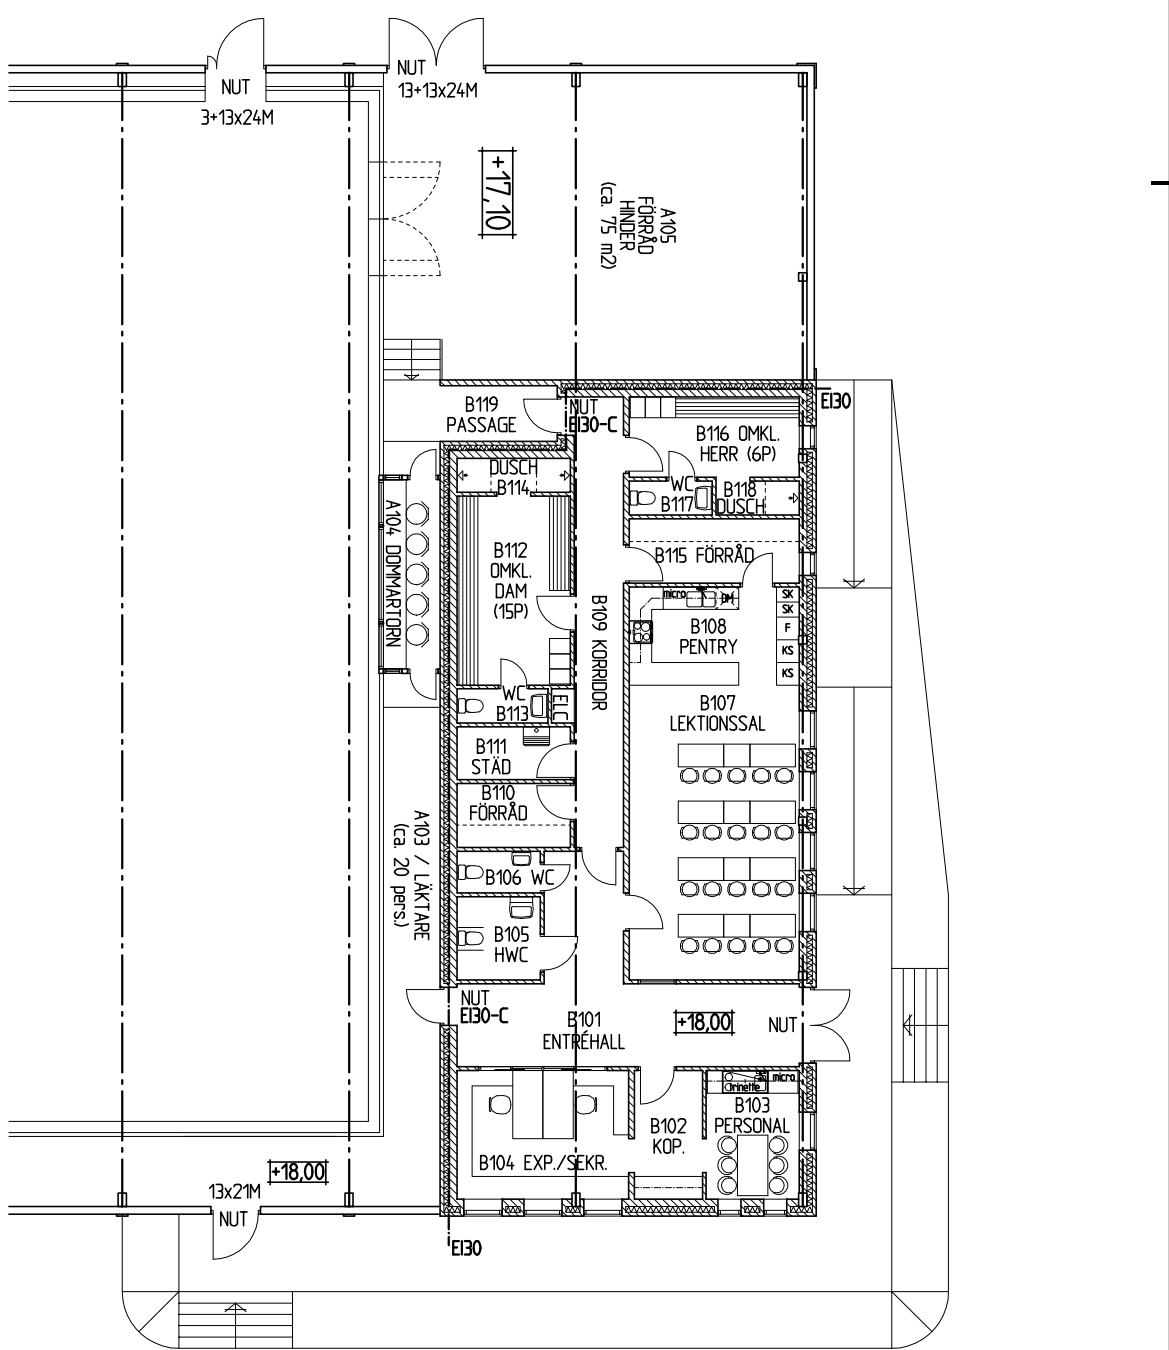 NUT
3+13x24M
NUT
13+13x24M
+17,10
A105
FÖRRÅD
HINDER
(ca. 75 m2)
B119
PASSAGE
NUT
EI30-C
EI30
B116 OMKL.
HERR (6P)
DUSCH
B114
WC
B117
B118
DUSCH
A104 DOMMARTORN
B112
OMKL.
DAM
(15P)
B115 FÖRRÅD
micro
DM
SK
SK
F
KS
KS
B108
PENTRY
B109 KORRIDOR
WC
B113
ELC
B107
LEKTIONSSAL
B111
STÄD
B110
FÖRRÅD
A103 / LÄKTARE
(ca. 20 pers.)
B106 WC
B105
HWC
NUT
EI30-C
B101
ENTRÉHALL
+18,00
NUT
Trinette
micro
B103
PERSONAL
B102
KOP.
B104 EXP./SEKR.
+18,00
13x21M
NUT
EI30